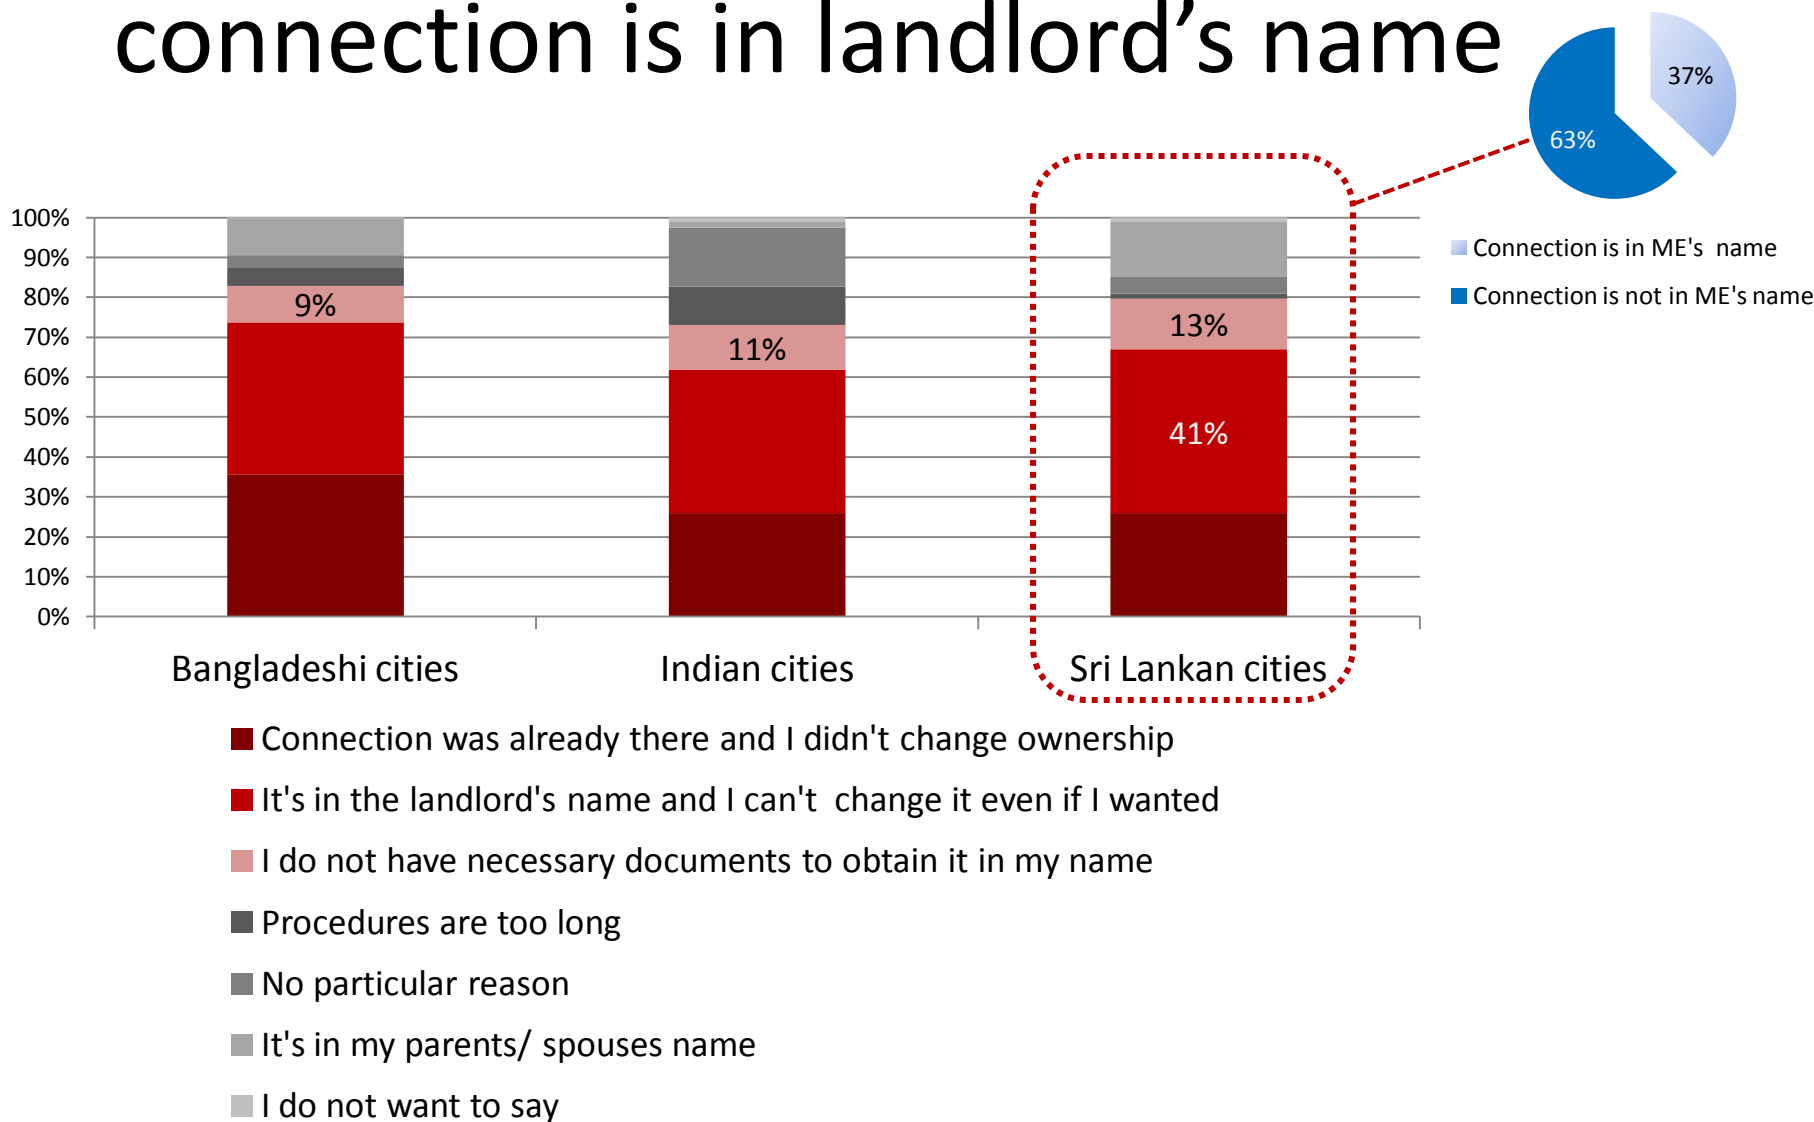 connection is in landlord’s name
37%
63%
Connection is in ME's name
Connection is not in ME's name
100%
90%
80%
70%
60%
50%
40%
30%
20%
10%
0%
9%
11%
13%
41%
Bangladeshi cities
Indian cities
Sri Lankan cities
Connection was already there and I didn't change ownership
It's in the landlord's name and I can't change it even if I wanted
I do not have necessary documents to obtain it in my name
Procedures are too long
No particular reason
It's in my parents/ spouses name
I do not want to say